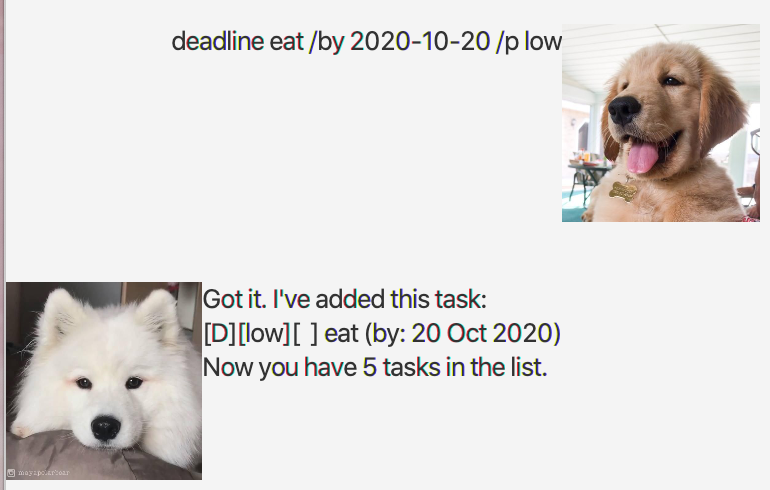 deadline eat /by 2020-10-20 /p low
Got it. I've added this task:
[D][low][  ] eat (by: 20 Oct 2020)
Now you have 5 tasks in the list.